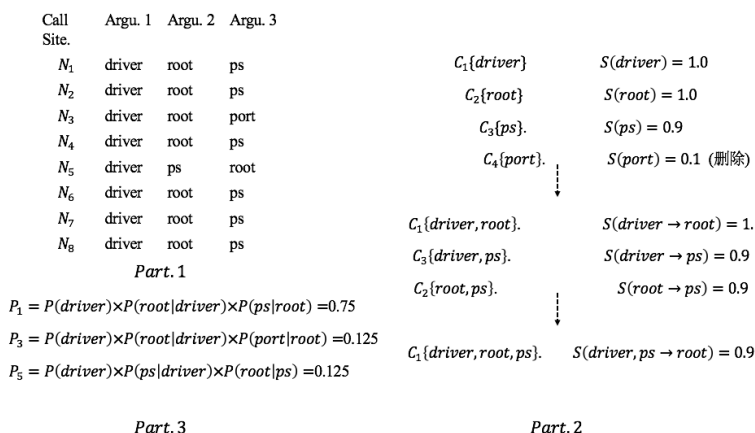 Call Site. Argu. 1 Argu. 2 Argu. 3
N₁ driver root ps
N₂ driver root ps
N₃ driver root port
N₄ driver root ps
N₅ driver ps root
N₆ driver root ps
N₇ driver root ps
N₈ driver root ps
Part. 1
P₁ = P(driver)×P(root|driver)×P(ps|root) =0.75
P₃ = P(driver)×P(root|driver)×P(port|root) =0.125
P₅ = P(driver)×P(ps|driver)×P(root|ps) =0.125
Part. 3
C₁{driver} S(driver) = 1.0
C₂{root} S(root) = 1.0
C₃{ps}. S(ps) = 0.9
C₄{port}. S(port) = 0.1 (删除)
C₁{driver, root}. S(driver → root) = 1.
C₃{driver, ps}. S(driver → ps) = 0.9
C₂{root, ps}. S(root → ps) = 0.9
C₁{driver, root, ps}. S(driver, ps → root) = 0.9
Part. 2